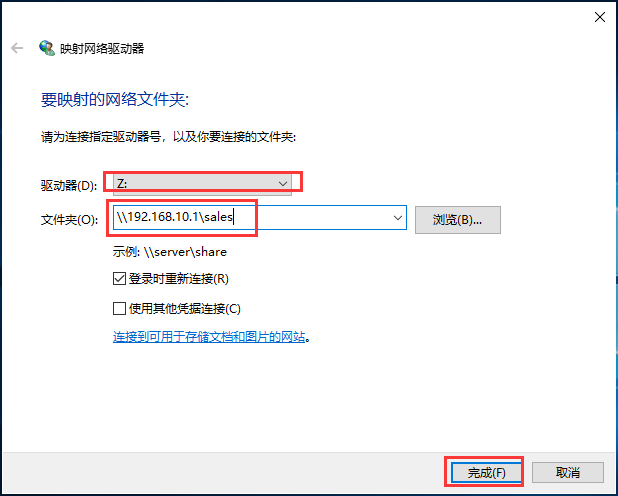 映射网络驱动器
要映射的网络文件夹:
请为连接指定驱动器号，以及你要连接的文件夹:
驱动器(D): Z:
文件夹(O): \\192.168.10.1\sales 浏览(B)...
示例: \\server\share
登录时重新连接(R)
使用其他凭据连接(C)
连接到可用于存储文档和图片的网站。
完成(F) 取消